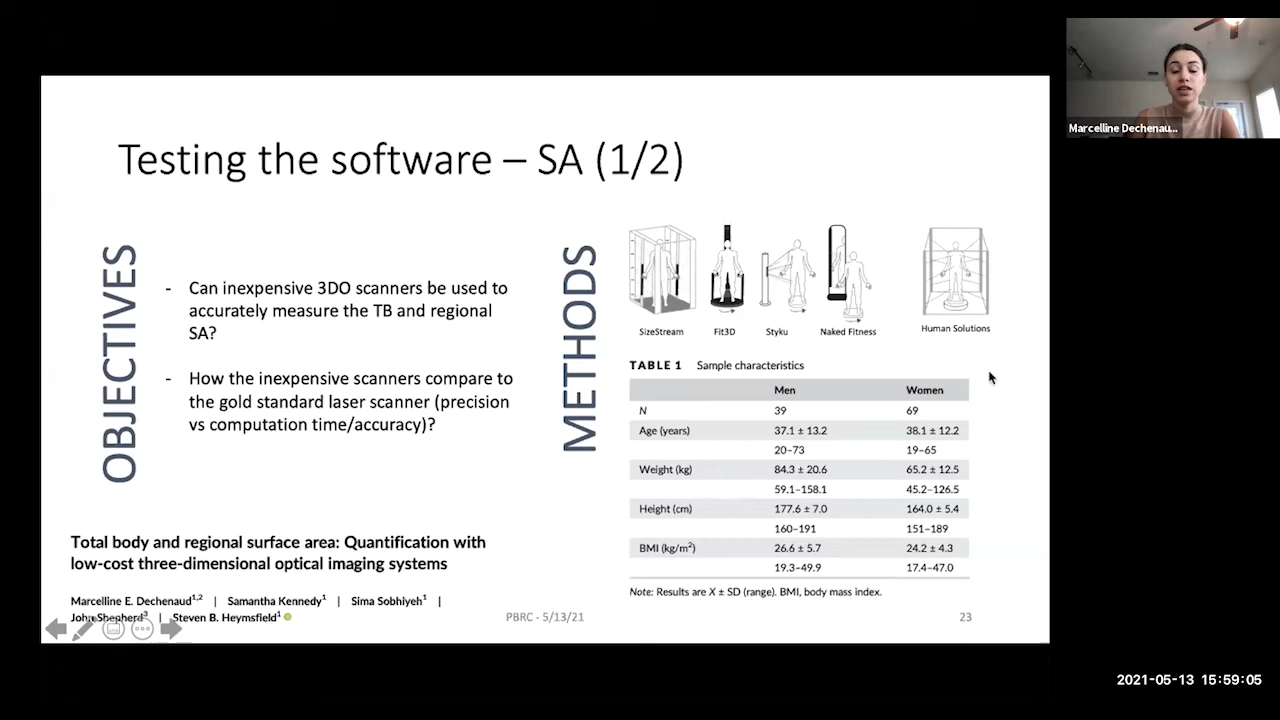 Marcelline Dechenau...
Testing the software – SA (1/2)
OBJECTIVES
- Can inexpensive 3DO scanners be used to
accurately measure the TB and regional
SA?
- How the inexpensive scanners compare to
the gold standard laser scanner (precision
vs computation time/accuracy)?
METHODS
SizeStream Fit3D Styku Naked Fitness Human Solutions
TABLE 1 Sample characteristics
Men Women
N 39 69
Age (years) 37.1 ± 13.2 38.1 ± 12.2
20–73 19–65
Weight (kg) 84.3 ± 20.6 65.2 ± 12.5
59.1–158.1 45.2–126.5
Height (cm) 177.6 ± 7.0 164.0 ± 5.4
160–191 151–189
BMI (kg/m²) 26.6 ± 5.7 24.2 ± 4.3
19.3–49.9 17.4–47.0
Note: Results are X ± SD (range). BMI, body mass index.
Total body and regional surface area: Quantification with
low-cost three-dimensional optical imaging systems
Marcelline E. Dechenaud1,2 | Samantha Kennedy1 | Sima Sobhiyeh1 |
John Shepherd3 | Steven B. Heymsfield1
PBRC - 5/13/21
23
2021-05-13 15:59:05